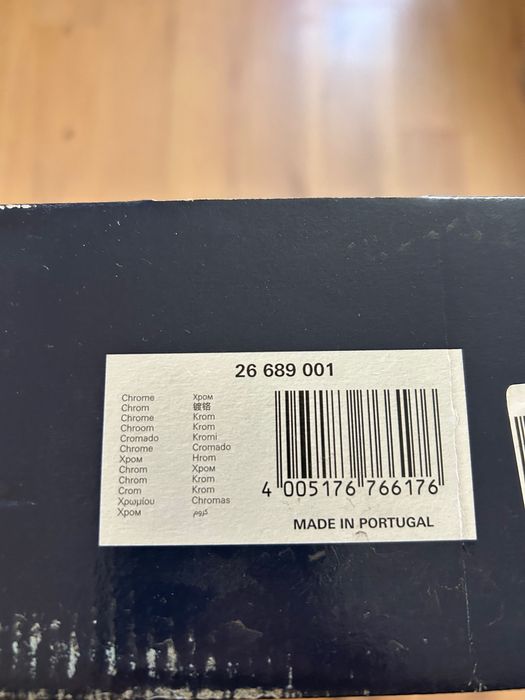 26 689 001
Chrome
Chrom
Chrome
Chroom
Cromado
Chrome
Хром
Chrom
Chrom
Crom
Χρωμίου
Хром
Хром
镀铬
Krom
Krom
Kromi
Cromado
Hrom
Хром
Krom
Krom
Chromas
كروم
4 005176 766176
MADE IN PORTUGAL